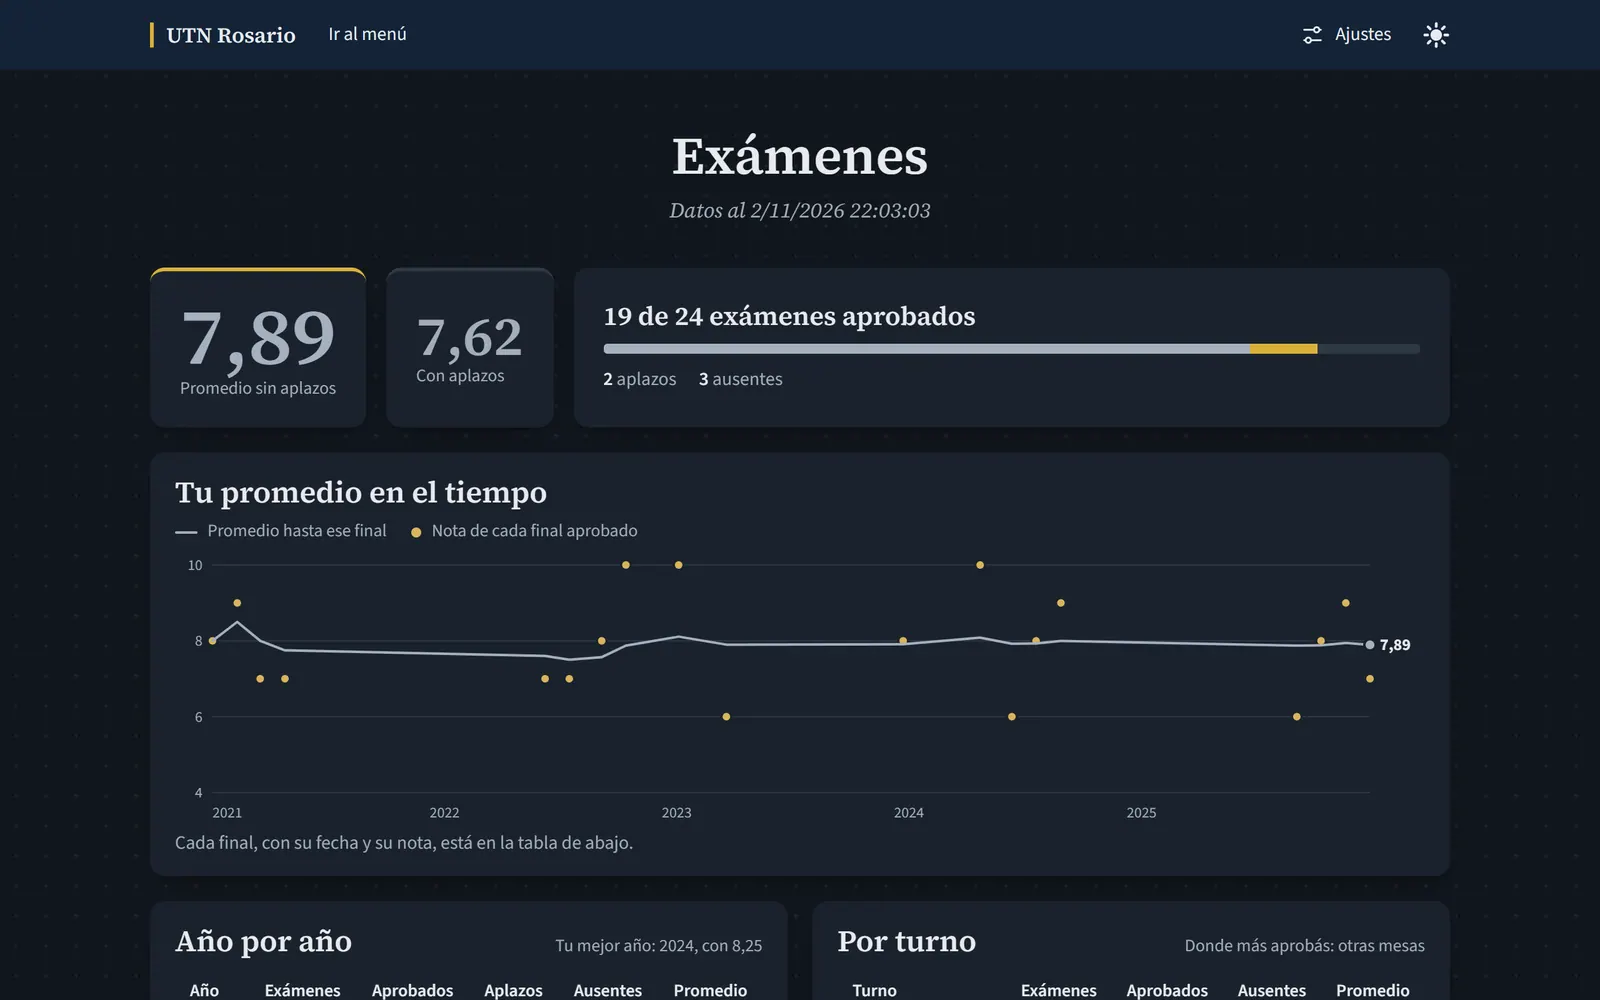 UTN Rosario
Ir al menú
Ajustes
Exámenes
Datos al 2/11/2026 22:03:03
7,89
Promedio sin aplazos
7,62
Con aplazos
19 de 24 exámenes aprobados
2 aplazos 3 ausentes
Tu promedio en el tiempo
Promedio hasta ese final
Nota de cada final aprobado
10
8
6
4
7,89
2021 2022 2023 2024 2025
Cada final, con su fecha y su nota, está en la tabla de abajo.
Año por año
Tu mejor año: 2024, con 8,25
Año Exámenes Aprobados Aplazos Ausentes Promedio
Por turno
Donde más aprobás: otras mesas
Turno Exámenes Aprobados Ausentes Promedio